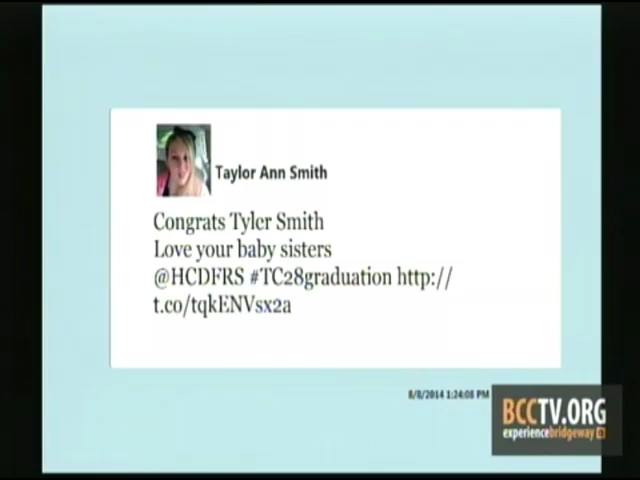 Taylor Ann Smith
Congrats Tyler Smith
Love your baby sisters
@HCDFRS #TC28graduation http://
t.co/tqkENVsx2a
8/8/2014 1:24:08 PM
BCCTV.ORG
experiencebridgeway